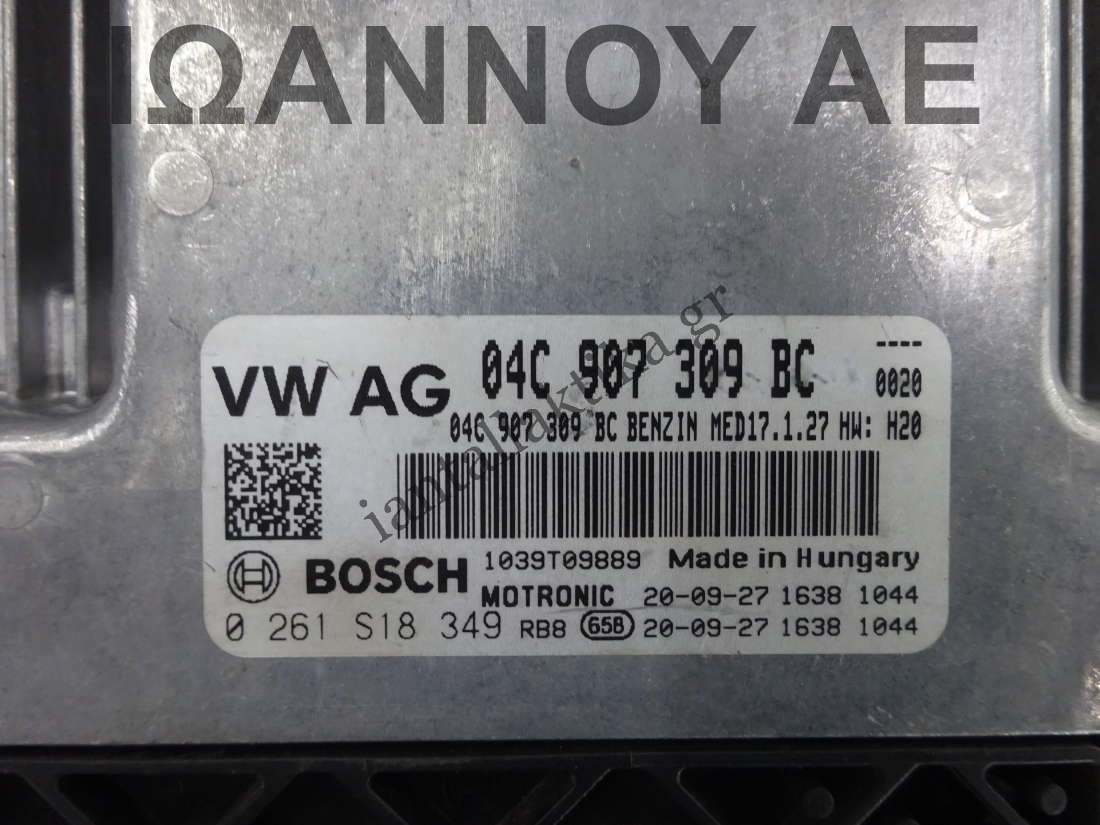 ΙΩΑΝΝΟΥ ΑΕ
VW AG 04C 907 309 BC ----
0020
04C 907 309 BC BENZIN MED17.1.27 HW: H20
iantallaktika.gr
BOSCH 1039T09889 Made in Hungary
MOTRONIC 20-09-27 1638 1044
0 261 S18 349 RB8 658 20-09-27 1638 1044